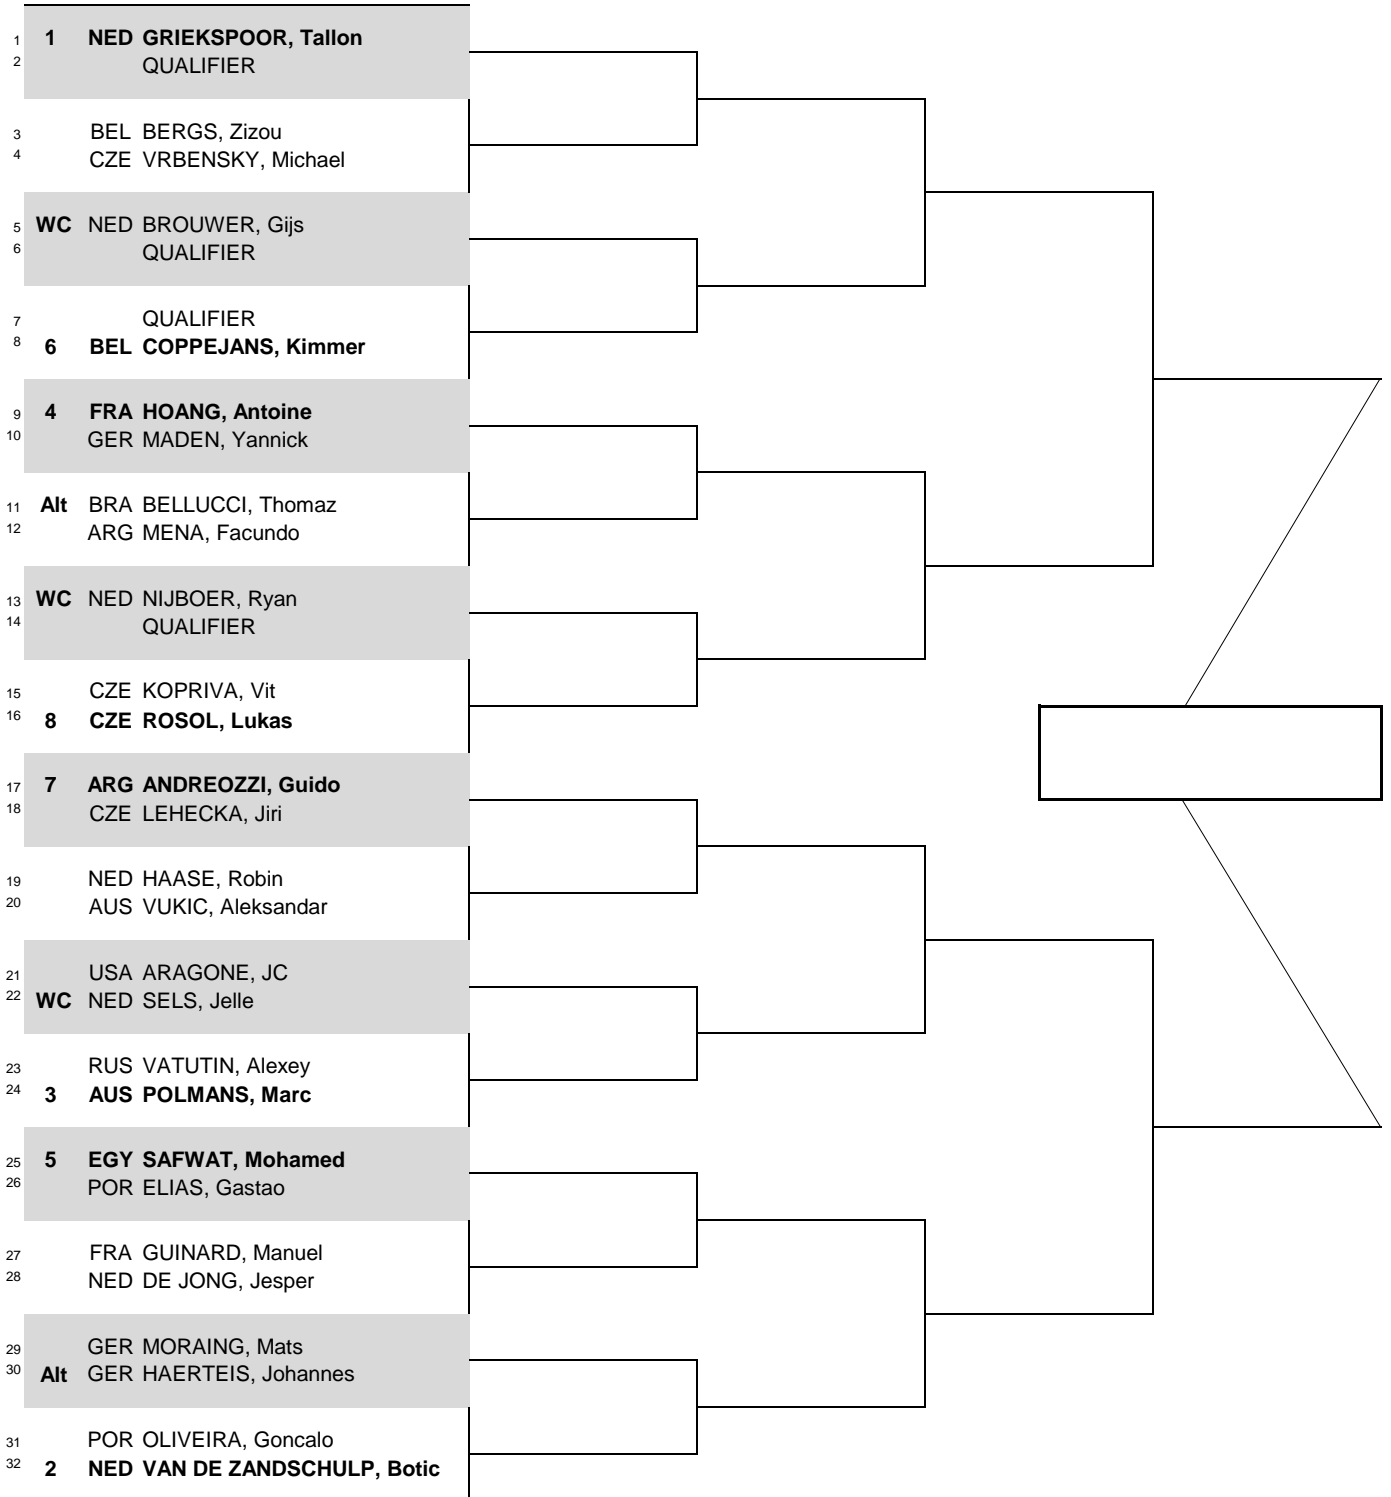 1 1 NED GRIEKSPOOR, Tallon
2 QUALIFIER
3 BEL BERGS, Zizou
4 CZE VRBENSKY, Michael
5 WC NED BROUWER, Gijs
6 QUALIFIER
7 QUALIFIER
8 6 BEL COPPEJANS, Kimmer
9 4 FRA HOANG, Antoine
10 GER MADEN, Yannick
11 Alt BRA BELLUCCI, Thomaz
12 ARG MENA, Facundo
13 WC NED NIJBOER, Ryan
14 QUALIFIER
15 CZE KOPRIVA, Vit
16 8 CZE ROSOL, Lukas
17 7 ARG ANDREOZZI, Guido
18 CZE LEHECKA, Jiri
19 NED HAASE, Robin
20 AUS VUKIC, Aleksandar
21 USA ARAGONE, JC
22 WC NED SELS, Jelle
23 RUS VATUTIN, Alexey
24 3 AUS POLMANS, Marc
25 5 EGY SAFWAT, Mohamed
26 POR ELIAS, Gastao
27 FRA GUINARD, Manuel
28 NED DE JONG, Jesper
29 GER MORAING, Mats
30 Alt GER HAERTEIS, Johannes
31 POR OLIVEIRA, Goncalo
32 2 NED VAN DE ZANDSCHULP, Botic